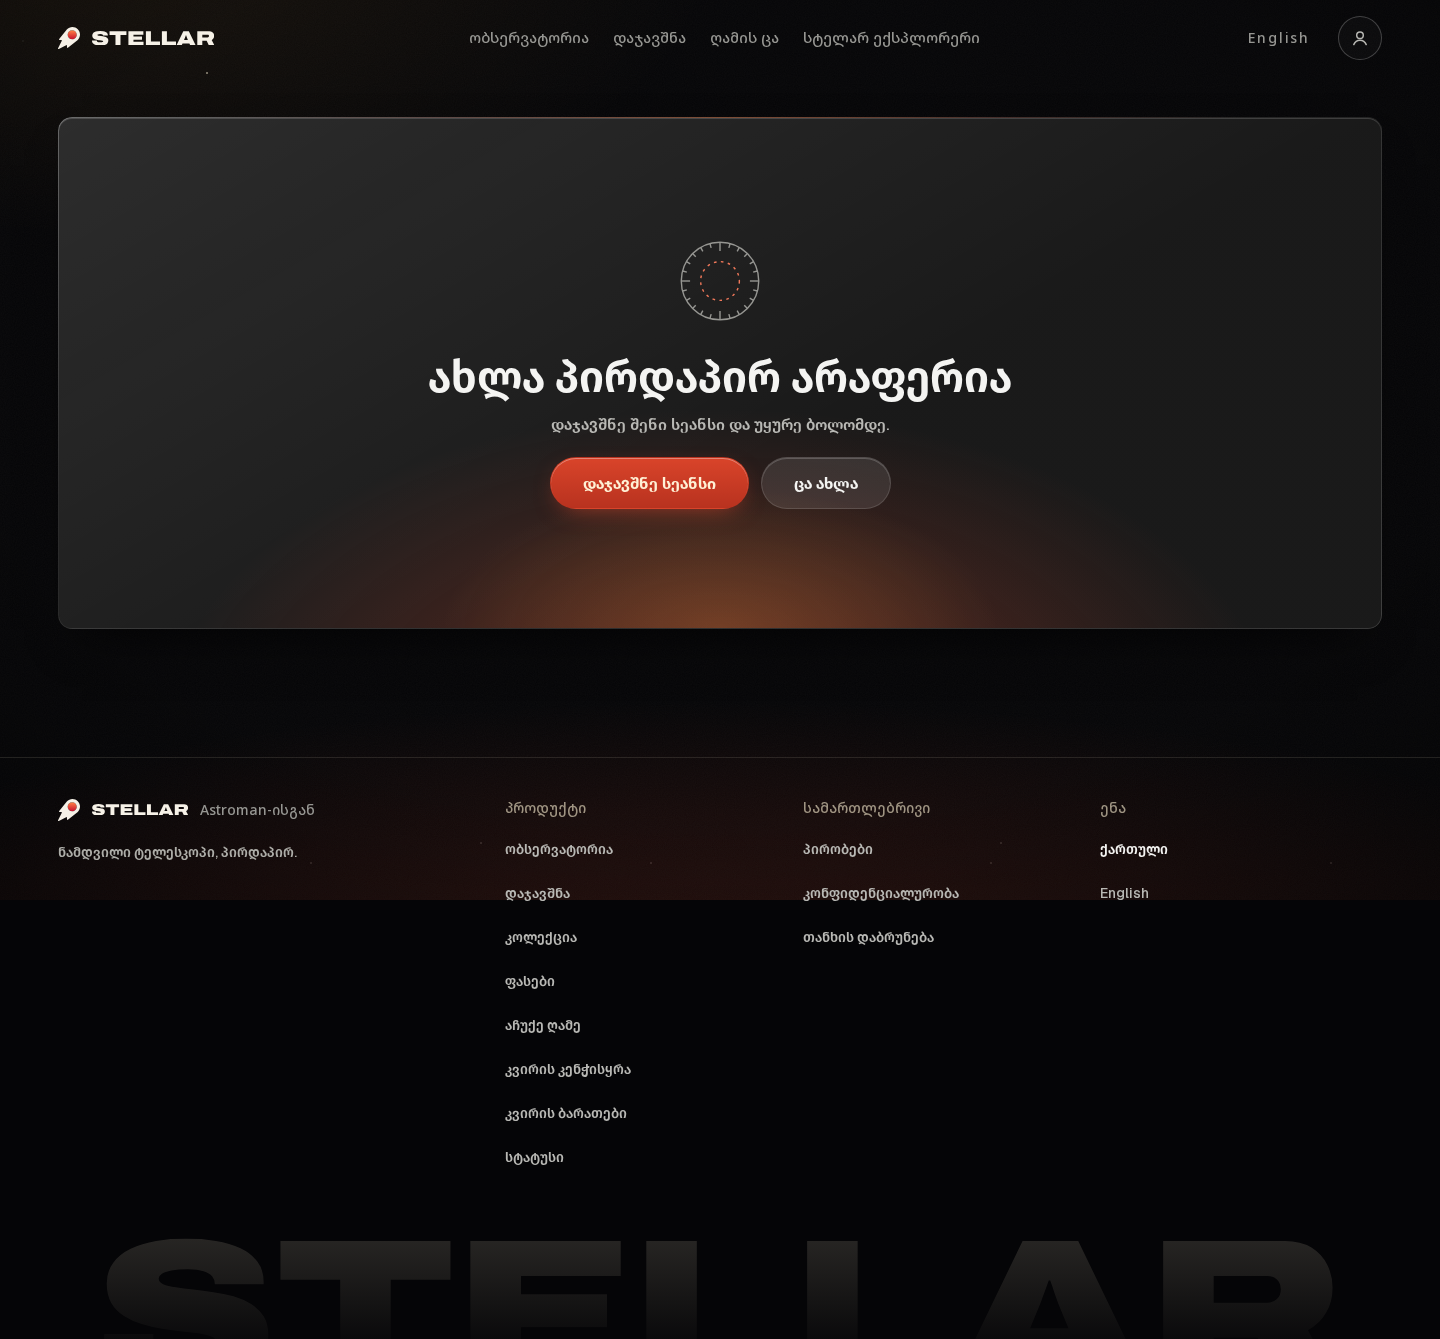 STELLAR
ობსერვატორია დაჯავშნა ღამის ცა სტელარ ექსპლორერი
English
ახლა პირდაპირ არაფერია
დაჯავშნე შენი სეანსი და უყურე ბოლომდე.
დაჯავშნე სეანსი ცა ახლა
STELLAR Astroman-ისგან
ნამდვილი ტელესკოპი, პირდაპირ.
პროდუქტი
ობსერვატორია
დაჯავშნა
კოლექცია
ფასები
აჩუქე ღამე
კვირის კენჭისყრა
კვირის ბარათები
სტატუსი
სამართლებრივი
პირობები
კონფიდენციალურობა
თანხის დაბრუნება
ენა
ქართული
English
STELLAR